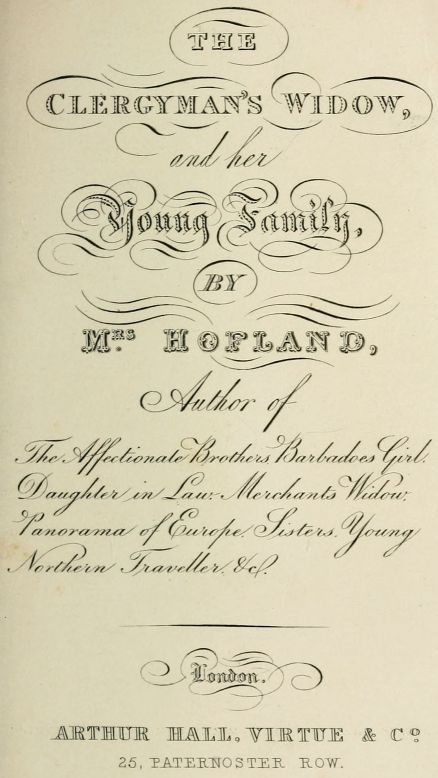 THE
CLERGYMAN'S WIDOW,
and her
Young Family,
BY
MRS. HOFLAND,
Author of
The Affectionate Brothers, Barbadoes Girl.
Daughter in Law. Merchants Widow.
Panorama of Europe. Sisters. Young
Northern Traveller. &c.
London.
ARTHUR HALL, VIRTUE & Co.
25, PATERNOSTER ROW.